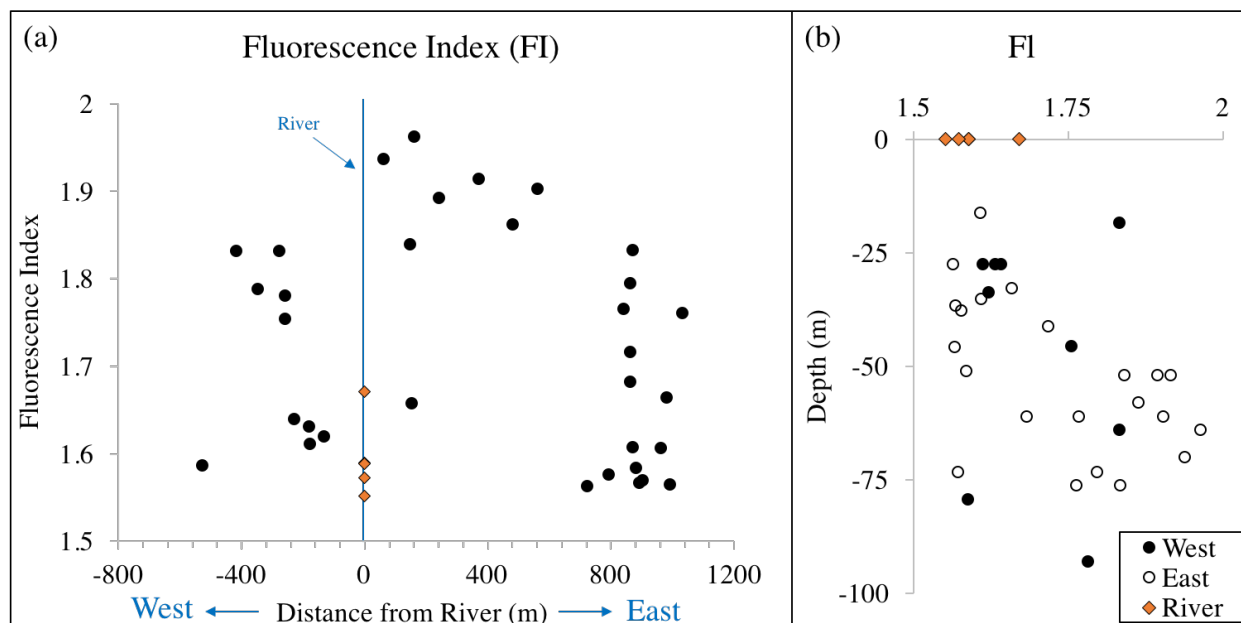 (a)
Fluorescence Index (FI)
River
Fluorescence Index
2
1.9
1.8
1.7
1.6
1.5
-800
-400
0
400
800
1200
West
Distance from River (m)
East
(b)
FI
1.5
1.75
2
0
-25
-50
-75
-100
Depth (m)
West
East
River